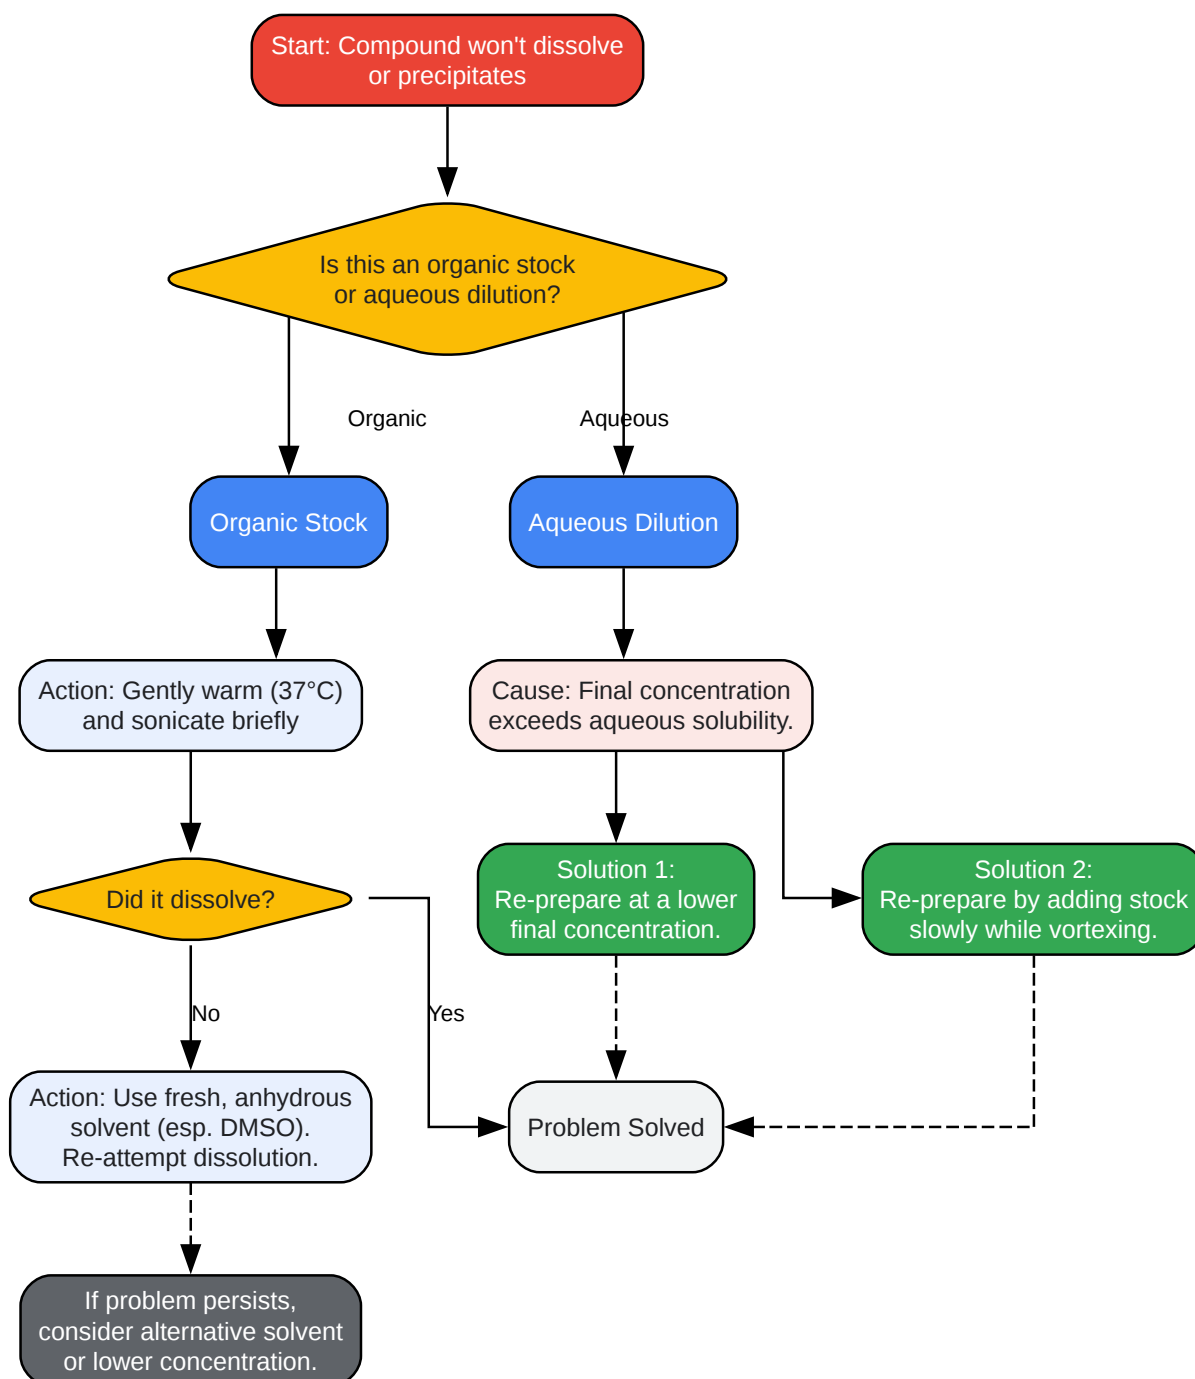 Start: Compound won't dissolve
or precipitates
Is this an organic stock
or aqueous dilution?
Organic
Aqueous
Organic Stock
Aqueous Dilution
Action: Gently warm (37°C)
and sonicate briefly
Cause: Final concentration
exceeds aqueous solubility.
Did it dissolve?
Solution 1:
Re-prepare at a lower
final concentration.
Solution 2:
Re-prepare by adding stock
slowly while vortexing.
No
Yes
Action: Use fresh, anhydrous
solvent (esp. DMSO).
Re-attempt dissolution.
Problem Solved
If problem persists,
consider alternative solvent
or lower concentration.